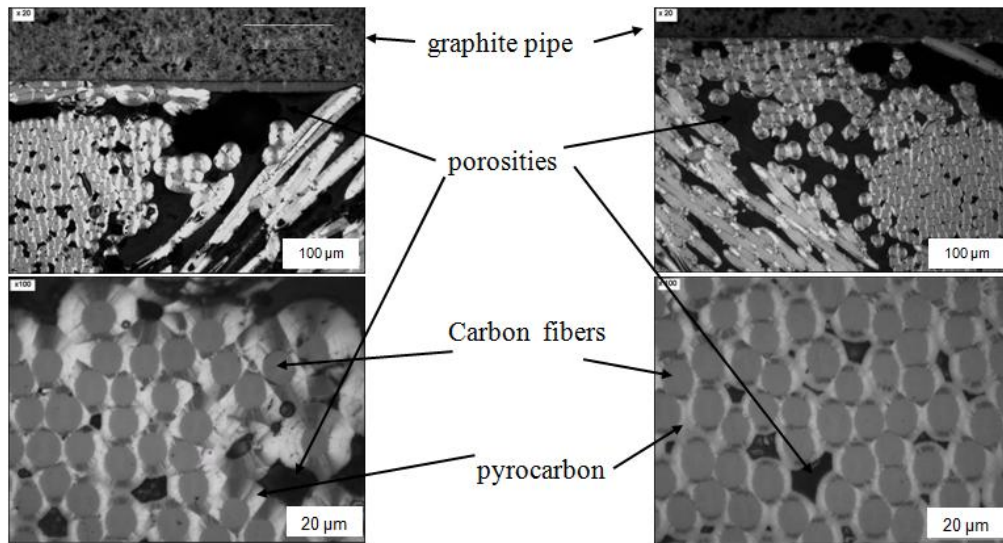 x 20
x 20
graphite pipe
porosities
100 µm
100 µm
x100
x100
Carbon fibers
pyrocarbon
20 µm
20 µm